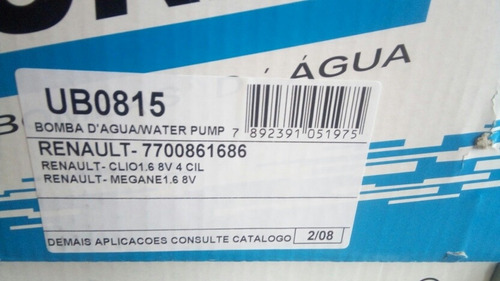 D'ÁGUA
UB0815
BOMBA D'AGUA/WATER PUMP
7 892391 051975
RENAULT- 7700861686
RENAULT- CLIO1.6 8V 4 CIL
RENAULT- MEGANE1.6 8V
DEMAIS APLICACOES CONSULTE CATALOGO 2/08